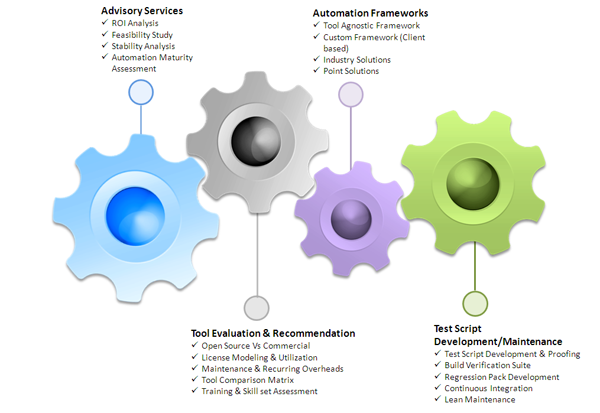 Advisory Services
✓ ROI Analysis
✓ Feasibility Study
✓ Stability Analysis
✓ Automation Maturity
Assessment
Automation Frameworks
✓ Tool Agnostic Framework
✓ Custom Framework (Client
based)
✓ Industry Solutions
✓ Point Solutions
Tool Evaluation & Recommendation
✓ Open Source Vs Commercial
✓ License Modeling & Utilization
✓ Maintenance & Recurring Overheads
✓ Tool Comparison Matrix
✓ Training & Skill set Assessment
Test Script
Development/Maintenance
✓ Test Script Development & Proofing
✓ Build Verification Suite
✓ Regression Pack Development
✓ Continuous Integration
✓ Lean Maintenance